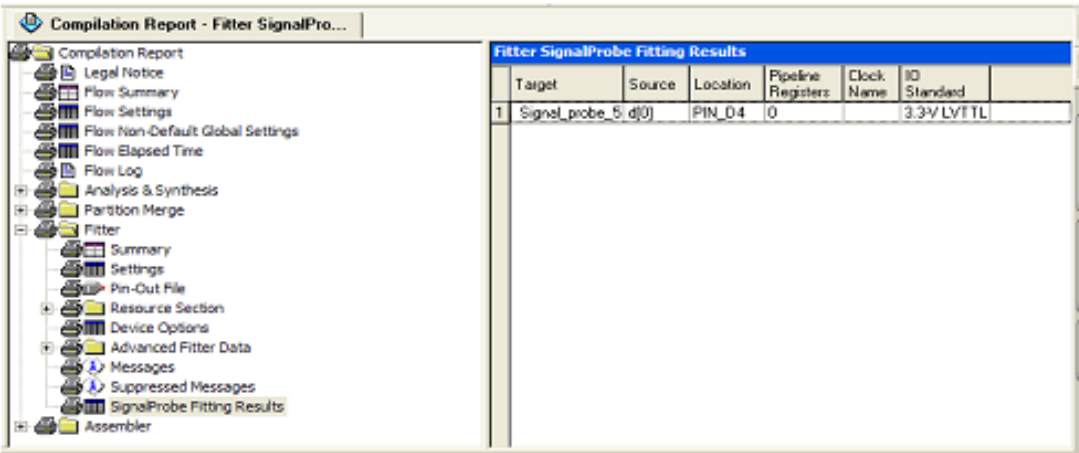 Compilation Report - Fitter SignalPro...
Compilation Report
Legal Notice
Flow Summary
Flow Settings
Flow Non-Default Global Settings
Flow Elapsed Time
Flow Log
Analysis & Synthesis
Partition Merge
Fitter
Summary
Settings
Pin-Out File
Resource Section
Device Options
Advanced Fitter Data
Messages
Suppressed Messages
SignalProbe Fitting Results
Assembler
Fitter SignalProbe Fitting Results
Target Source Location Pipeline Registers Clock Name IO Standard
1 Signal_probe_5 d[0] PIN_D4 0 3.3-V LVTTL